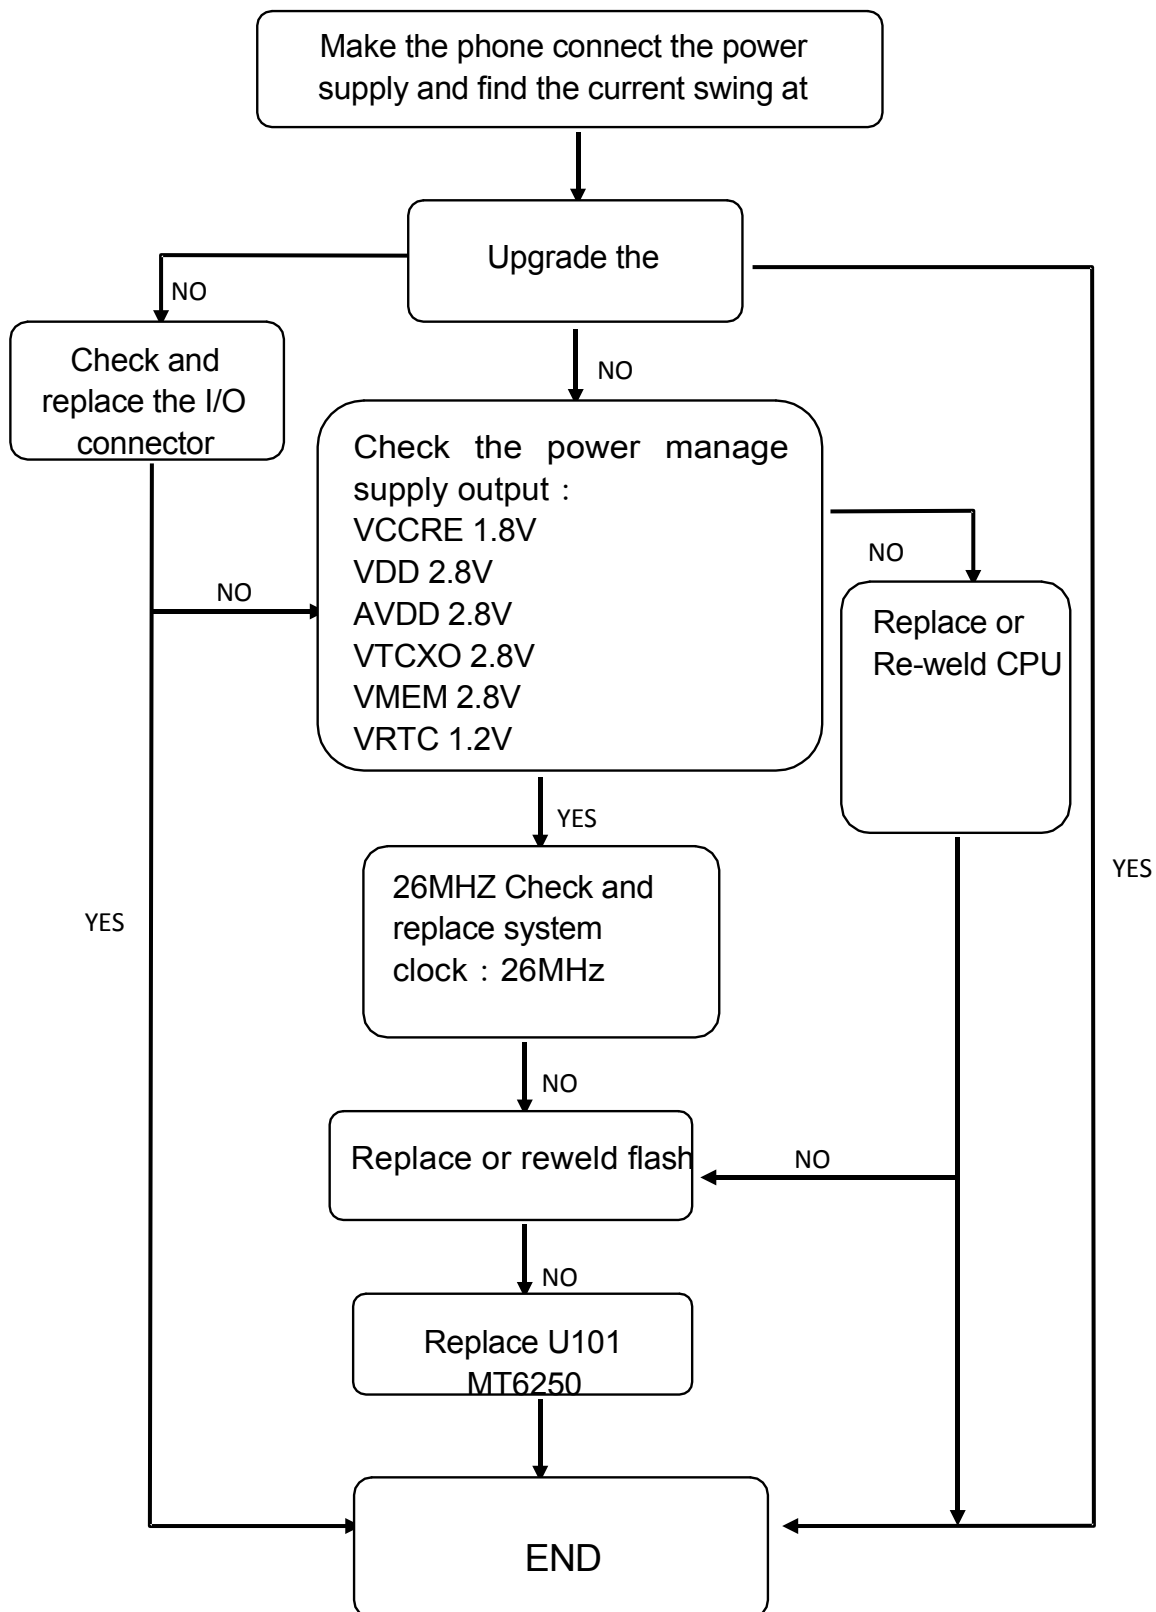 Make the phone connect the power
supply and find the current swing at
Upgrade the
NO
Check and
replace the I/O
connector
NO
Check the power manage
supply output：
VCCRE 1.8V
VDD 2.8V
AVDD 2.8V
VTCXO 2.8V
VMEM 2.8V
VRTC 1.2V
NO
NO
Replace or
Re-weld CPU
YES
26MHZ Check and
replace system
clock：26MHz
YES
YES
NO
Replace or reweld flash
NO
NO
Replace U101
MT6250
END